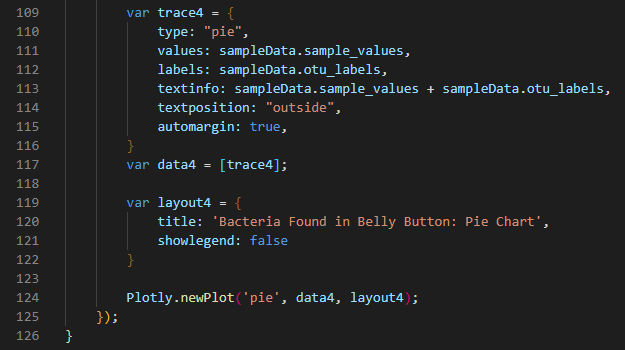 109 var trace4 = {
110 type: "pie",
111 values: sampleData.sample_values,
112 labels: sampleData.otu_labels,
113 textinfo: sampleData.sample_values + sampleData.otu_labels,
114 textposition: "outside",
115 automargin: true,
116 }
117 var data4 = [trace4];
118
119 var layout4 = {
120 title: 'Bacteria Found in Belly Button: Pie Chart',
121 showlegend: false
122 }
123
124 Plotly.newPlot('pie', data4, layout4);
125 });
126 }